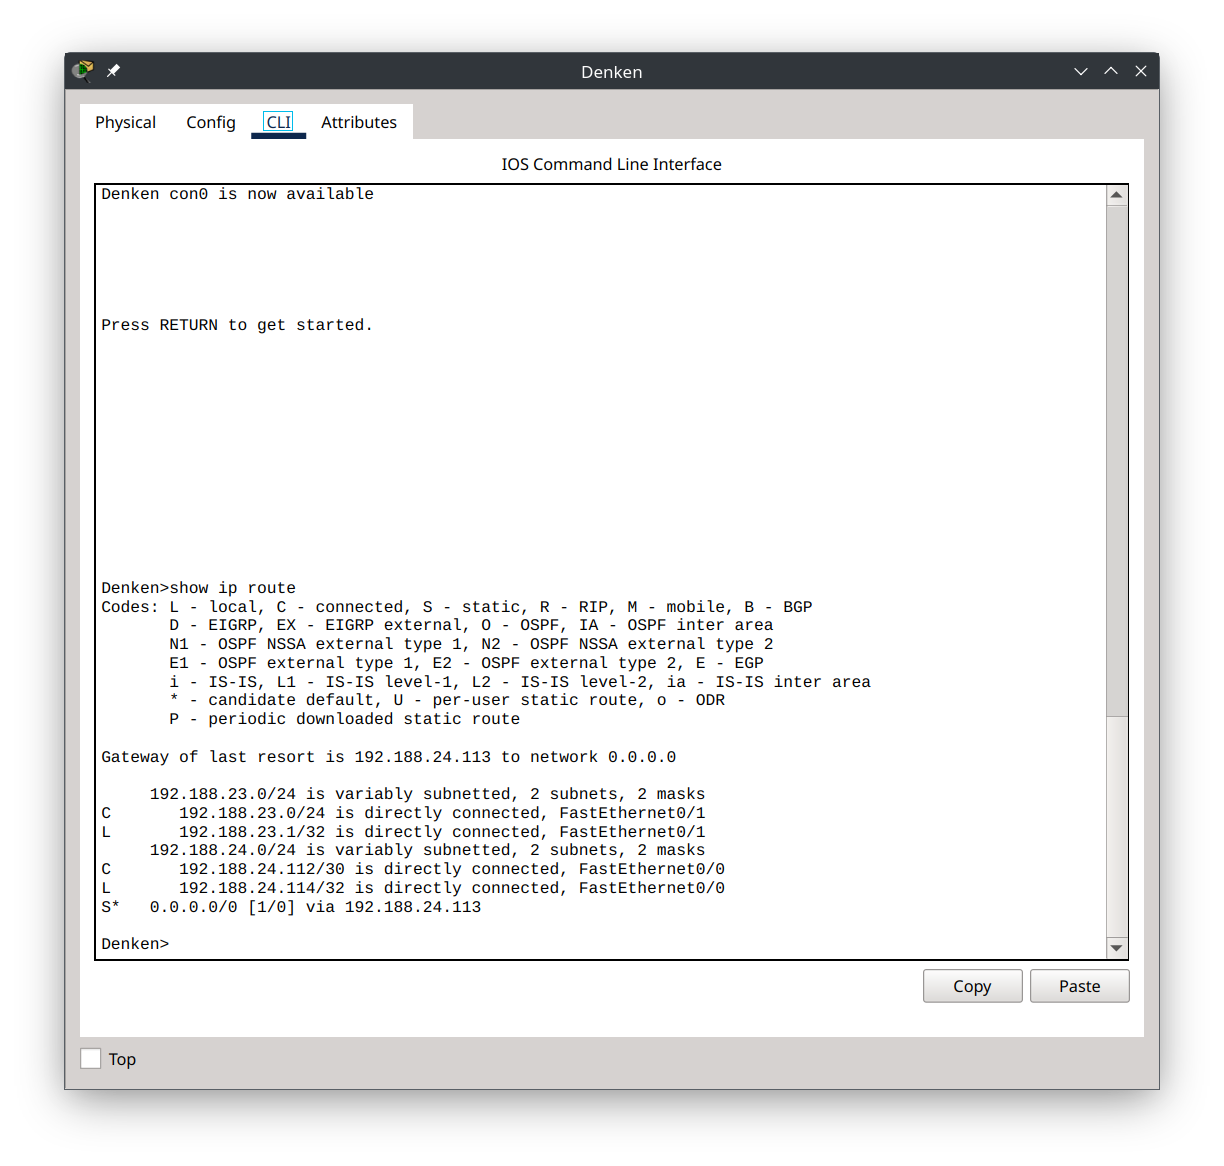 Denken
Physical Config CLI Attributes
IOS Command Line Interface
Denken con0 is now available
Press RETURN to get started.
Denken>show ip route
Codes: L - local, C - connected, S - static, R - RIP, M - mobile, B - BGP
D - EIGRP, EX - EIGRP external, O - OSPF, IA - OSPF inter area
N1 - OSPF NSSA external type 1, N2 - OSPF NSSA external type 2
E1 - OSPF external type 1, E2 - OSPF external type 2, E - EGP
i - IS-IS, L1 - IS-IS level-1, L2 - IS-IS level-2, ia - IS-IS inter area
* - candidate default, U - per-user static route, o - ODR
P - periodic downloaded static route
Gateway of last resort is 192.188.24.113 to network 0.0.0.0
192.188.23.0/24 is variably subnetted, 2 subnets, 2 masks
C 192.188.23.0/24 is directly connected, FastEthernet0/1
L 192.188.23.1/32 is directly connected, FastEthernet0/1
192.188.24.0/24 is variably subnetted, 2 subnets, 2 masks
C 192.188.24.112/30 is directly connected, FastEthernet0/0
L 192.188.24.114/32 is directly connected, FastEthernet0/0
S* 0.0.0.0/0 [1/0] via 192.188.24.113
Denken>
Copy Paste
Top